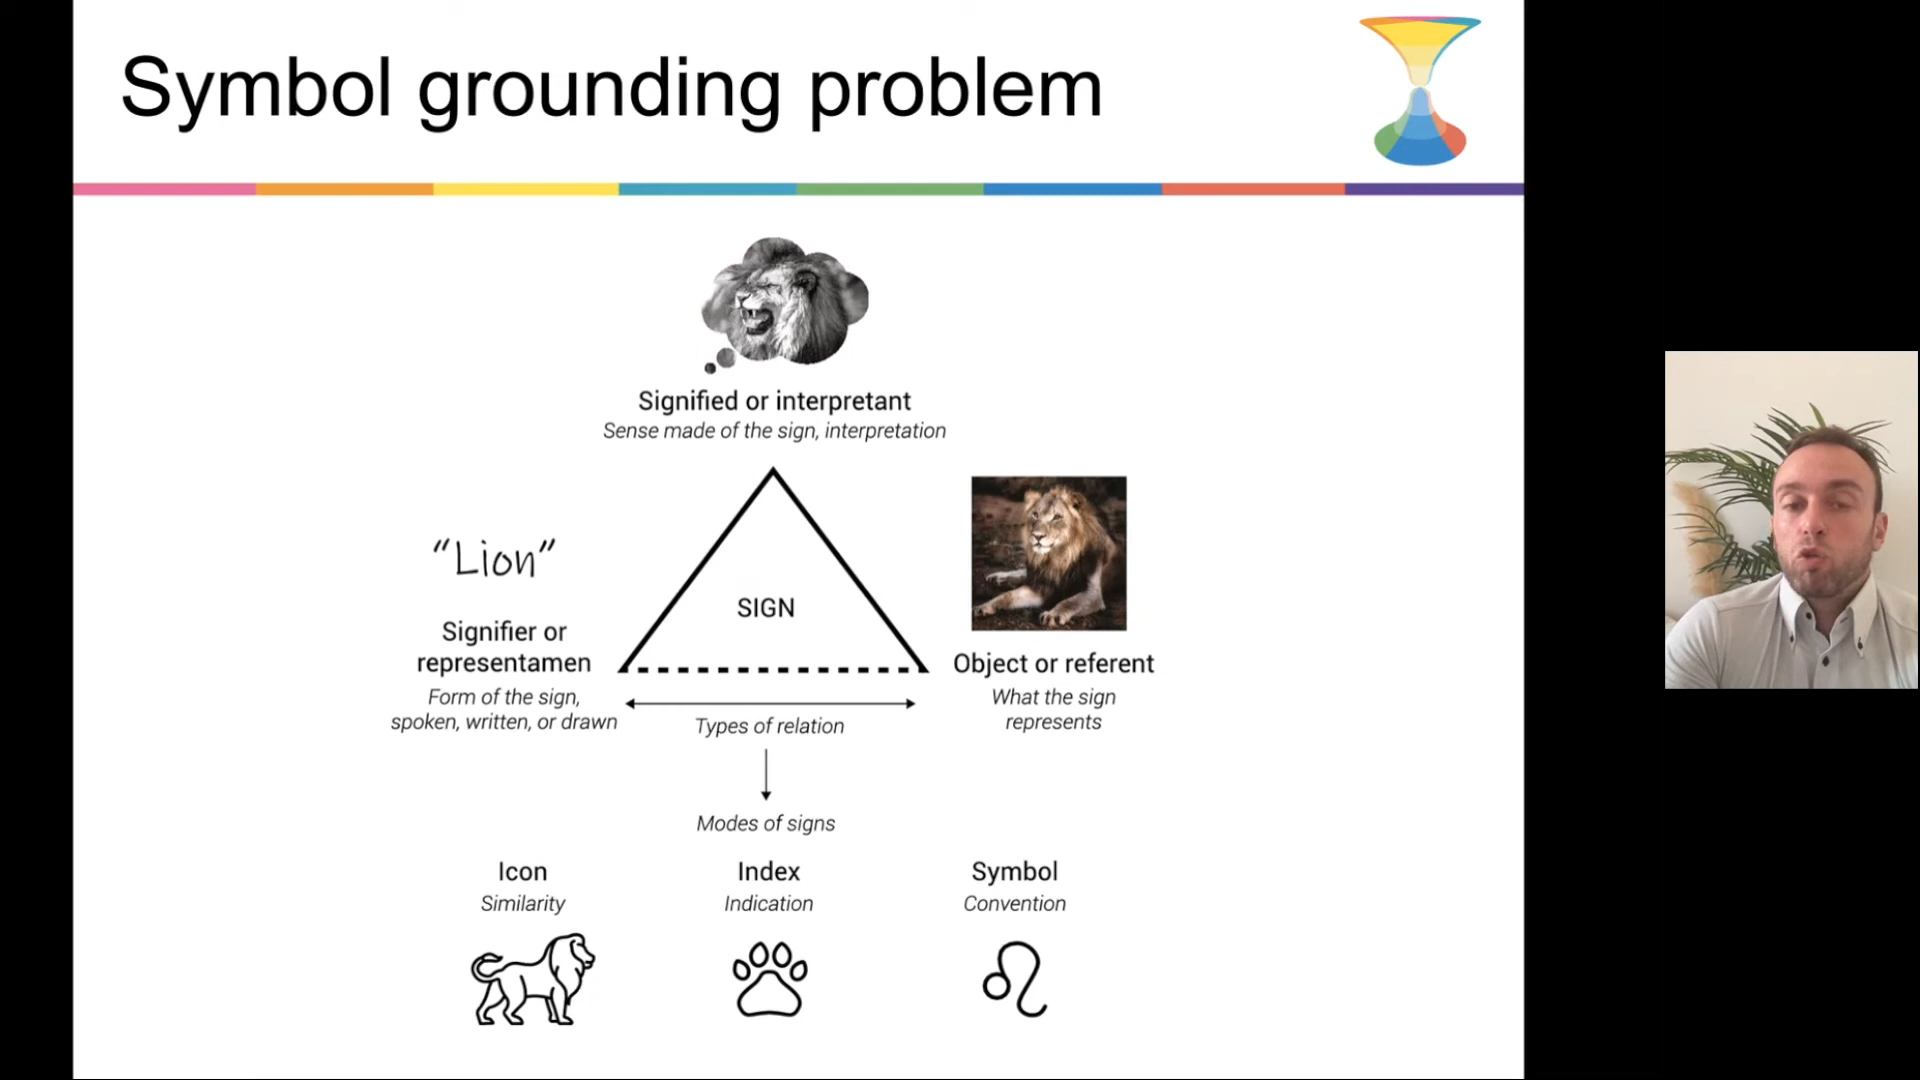 Symbol grounding problem
Signified or interpretant
Sense made of the sign, interpretation
"Lion"
SIGN
Signifier or
representamen
Form of the sign,
spoken, written, or drawn
Object or referent
What the sign
represents
Types of relation
Modes of signs
Icon
Similarity
Index
Indication
Symbol
Convention